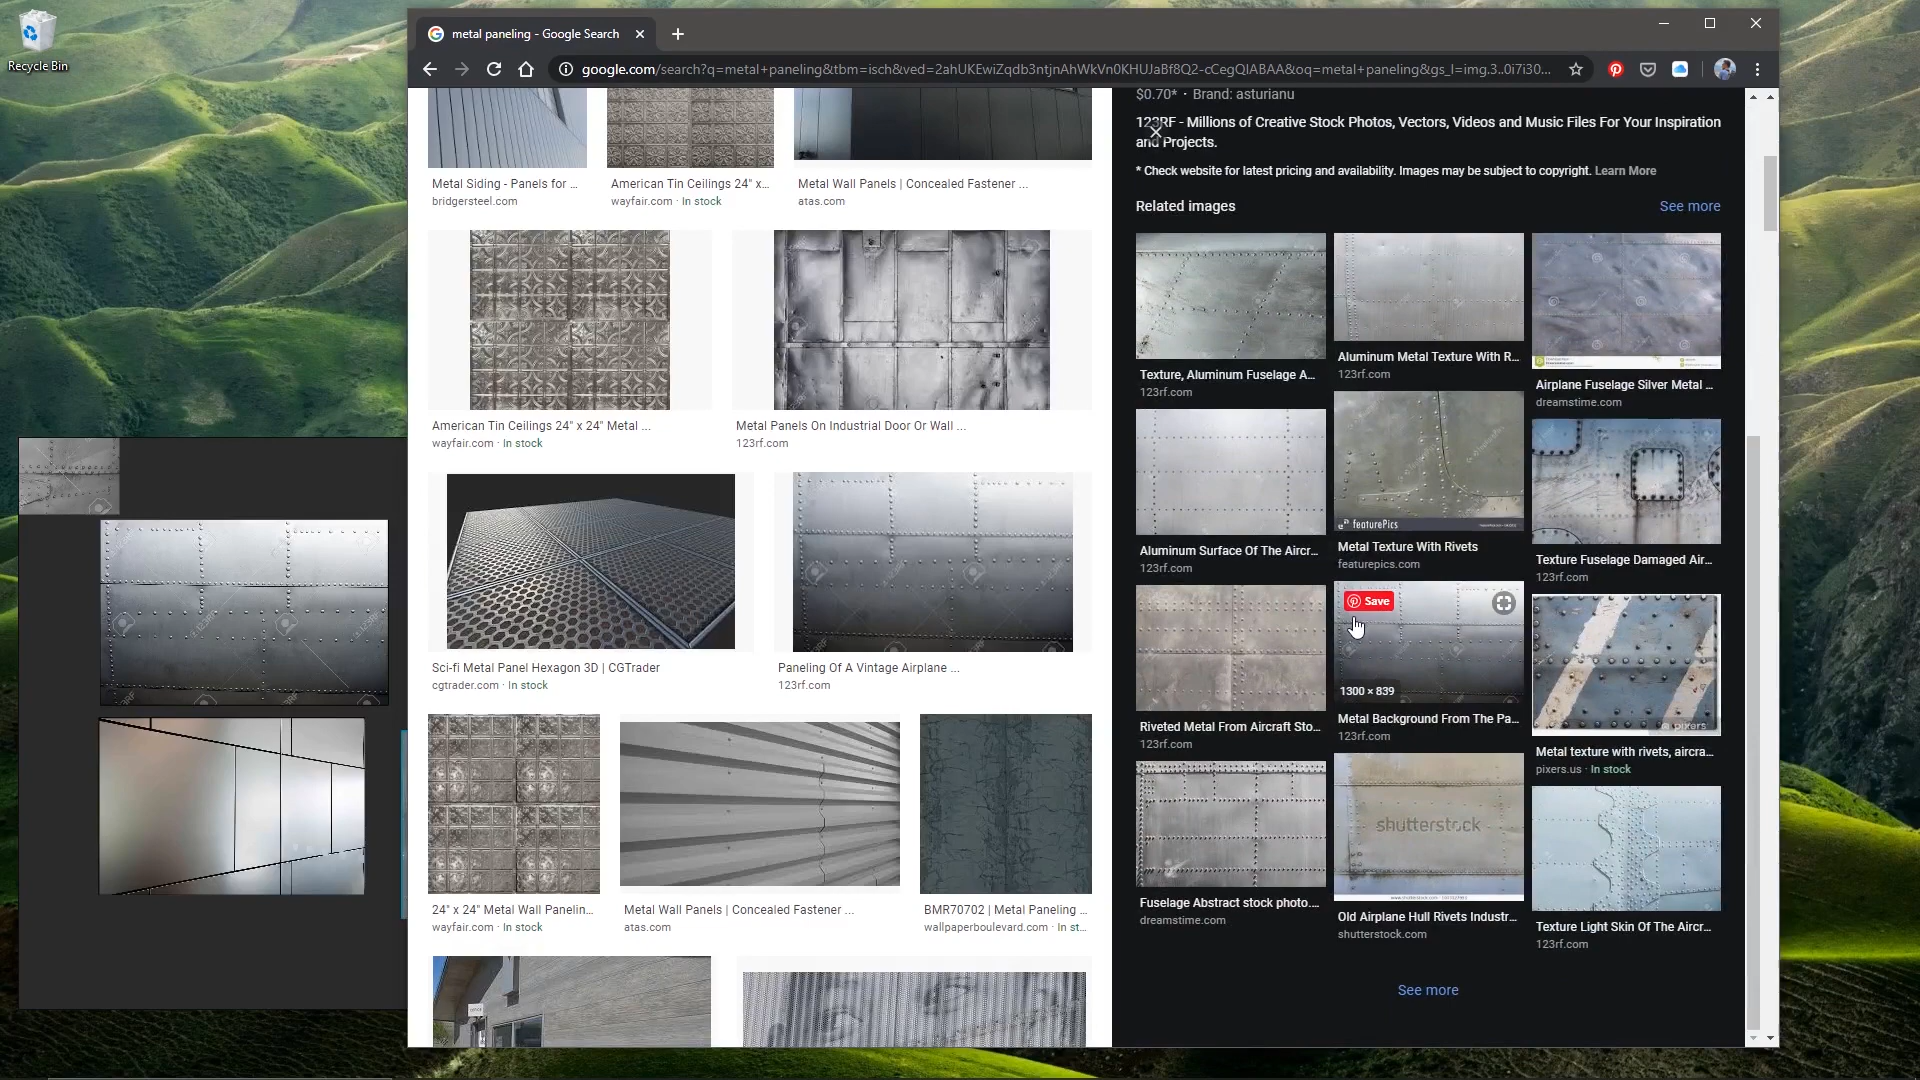 Recycle Bin
metal paneling - Google Search
google.com/search?q=metal+paneling&tbm=isch&ved=2ahUKEwiZqdb3ntjnAhWkVn0KHUJaBf8Q2-cCegQIABAA&oq=metal+paneling&gs_l=img.3..0i7i30...
Metal Siding - Panels for ...
bridgersteel.com
American Tin Ceilings 24" x...
wayfair.com · In stock
Metal Wall Panels | Concealed Fastener ...
atas.com
American Tin Ceilings 24" x 24" Metal ...
wayfair.com · In stock
Metal Panels On Industrial Door Or Wall ...
123rf.com
Sci-fi Metal Panel Hexagon 3D | CGTrader
cgtrader.com · In stock
Paneling Of A Vintage Airplane ...
123rf.com
24" x 24" Metal Wall Panelin...
wayfair.com · In stock
Metal Wall Panels | Concealed Fastener ...
atas.com
BMR70702 | Metal Paneling ...
wallpaperboulevard.com · In st...
$0.70* · Brand: asturianu
123RF - Millions of Creative Stock Photos, Vectors, Videos and Music Files For Your Inspiration
and Projects.
* Check website for latest pricing and availability. Images may be subject to copyright. Learn More
Related images
See more
Texture, Aluminum Fuselage A...
123rf.com
Aluminum Metal Texture With R...
123rf.com
Airplane Fuselage Silver Metal ...
dreamstime.com
Aluminum Surface Of The Aircr...
123rf.com
featurePics
Metal Texture With Rivets
featurepics.com
Texture Fuselage Damaged Air...
123rf.com
Riveted Metal From Aircraft Sto...
123rf.com
Save
1300 × 839
Metal Background From The Pa...
123rf.com
pixers
Metal texture with rivets, aircra...
pixers.us · In stock
Fuselage Abstract stock photo....
dreamstime.com
shutterstock
Old Airplane Hull Rivets Industr...
shutterstock.com
Texture Light Skin Of The Aircr...
123rf.com
See more